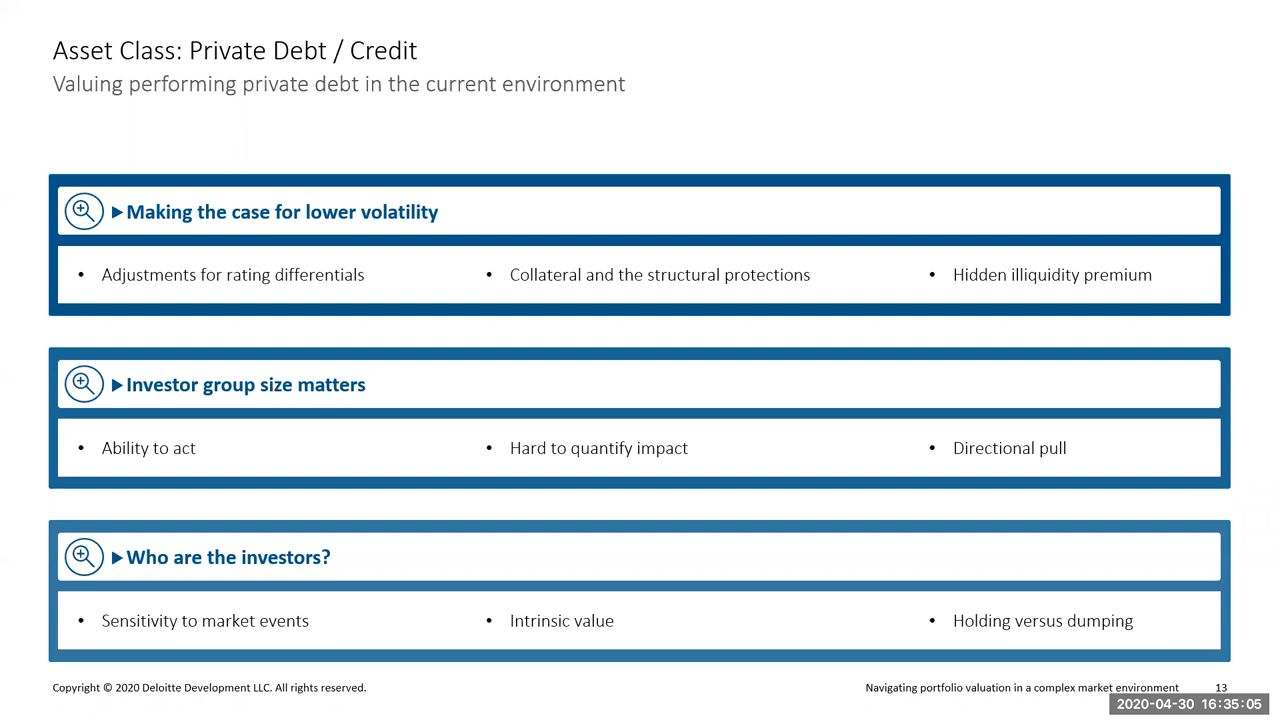 Asset Class: Private Debt / Credit
Valuing performing private debt in the current environment
▶Making the case for lower volatility
• Adjustments for rating differentials • Collateral and the structural protections • Hidden illiquidity premium
▶Investor group size matters
• Ability to act • Hard to quantify impact • Directional pull
▶Who are the investors?
• Sensitivity to market events • Intrinsic value • Holding versus dumping
Copyright © 2020 Deloitte Development LLC. All rights reserved. Navigating portfolio valuation in a complex market environment 13
2020-04-30 16:35:05